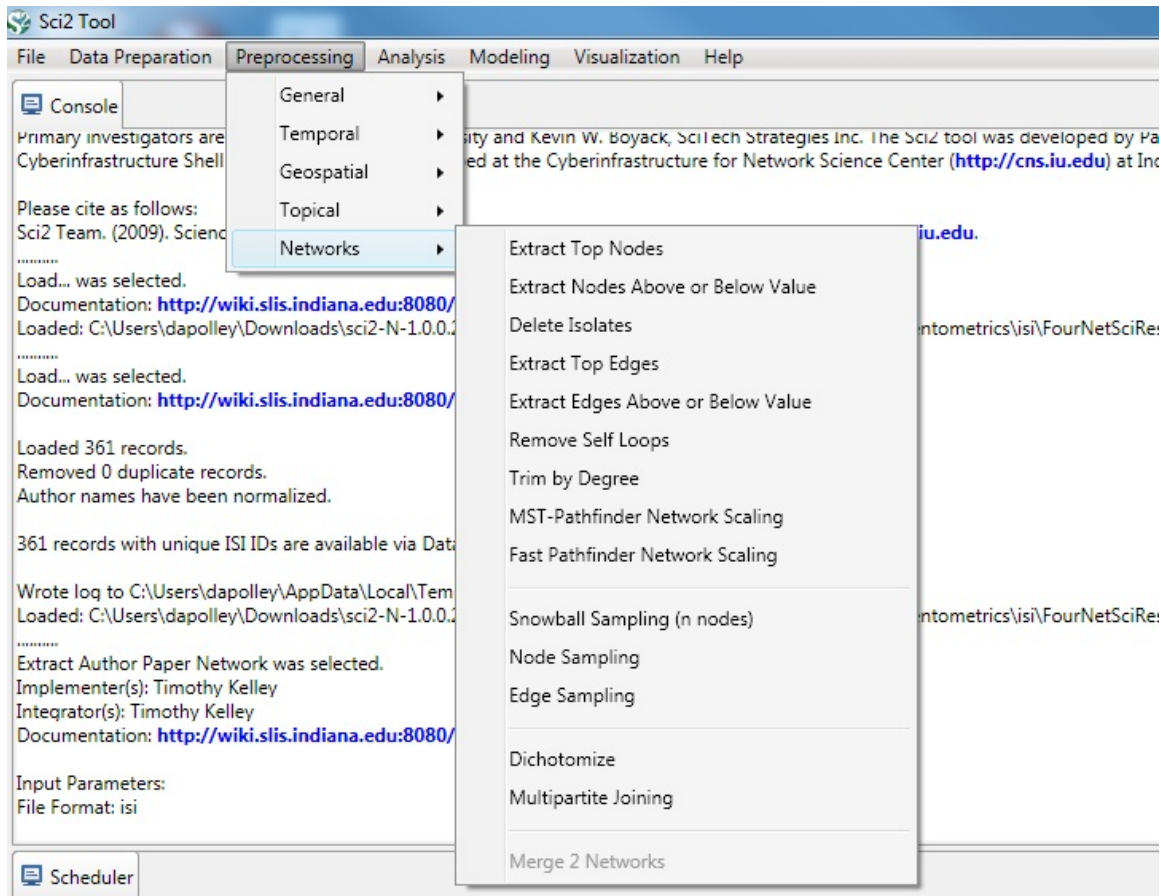 Sci2 Tool
File Data Preparation Preprocessing Analysis Modeling Visualization Help
Console
General
Temporal
Geospatial
Topical
Networks
Extract Top Nodes
Extract Nodes Above or Below Value
Delete Isolates
Extract Top Edges
Extract Edges Above or Below Value
Remove Self Loops
Trim by Degree
MST-Pathfinder Network Scaling
Fast Pathfinder Network Scaling
Snowball Sampling (n nodes)
Node Sampling
Edge Sampling
Dichotomize
Multipartite Joining
Merge 2 Networks
Primary investigators are sity and Kevin W. Boyack, SciTech Strategies Inc. The Sci2 tool was developed by Pa
Cyberinfrastructure Shell ed at the Cyberinfrastructure for Network Science Center (http://cns.iu.edu) at Ind
Please cite as follows:
Sci2 Team. (2009). Scienc iu.edu.
..........
Load... was selected.
Documentation: http://wiki.slis.indiana.edu:8080/
Loaded: C:\Users\dapolley\Downloads\sci2-N-1.0.0.2 entometrics\isi\FourNetSciRes
..........
Load... was selected.
Documentation: http://wiki.slis.indiana.edu:8080/
Loaded 361 records.
Removed 0 duplicate records.
Author names have been normalized.
361 records with unique ISI IDs are available via Data
Wrote log to C:\Users\dapolley\AppData\Local\Tem
Loaded: C:\Users\dapolley\Downloads\sci2-N-1.0.0.2 entometrics\isi\FourNetSciRes
..........
Extract Author Paper Network was selected.
Implementer(s): Timothy Kelley
Integrator(s): Timothy Kelley
Documentation: http://wiki.slis.indiana.edu:8080/
Input Parameters:
File Format: isi
Scheduler